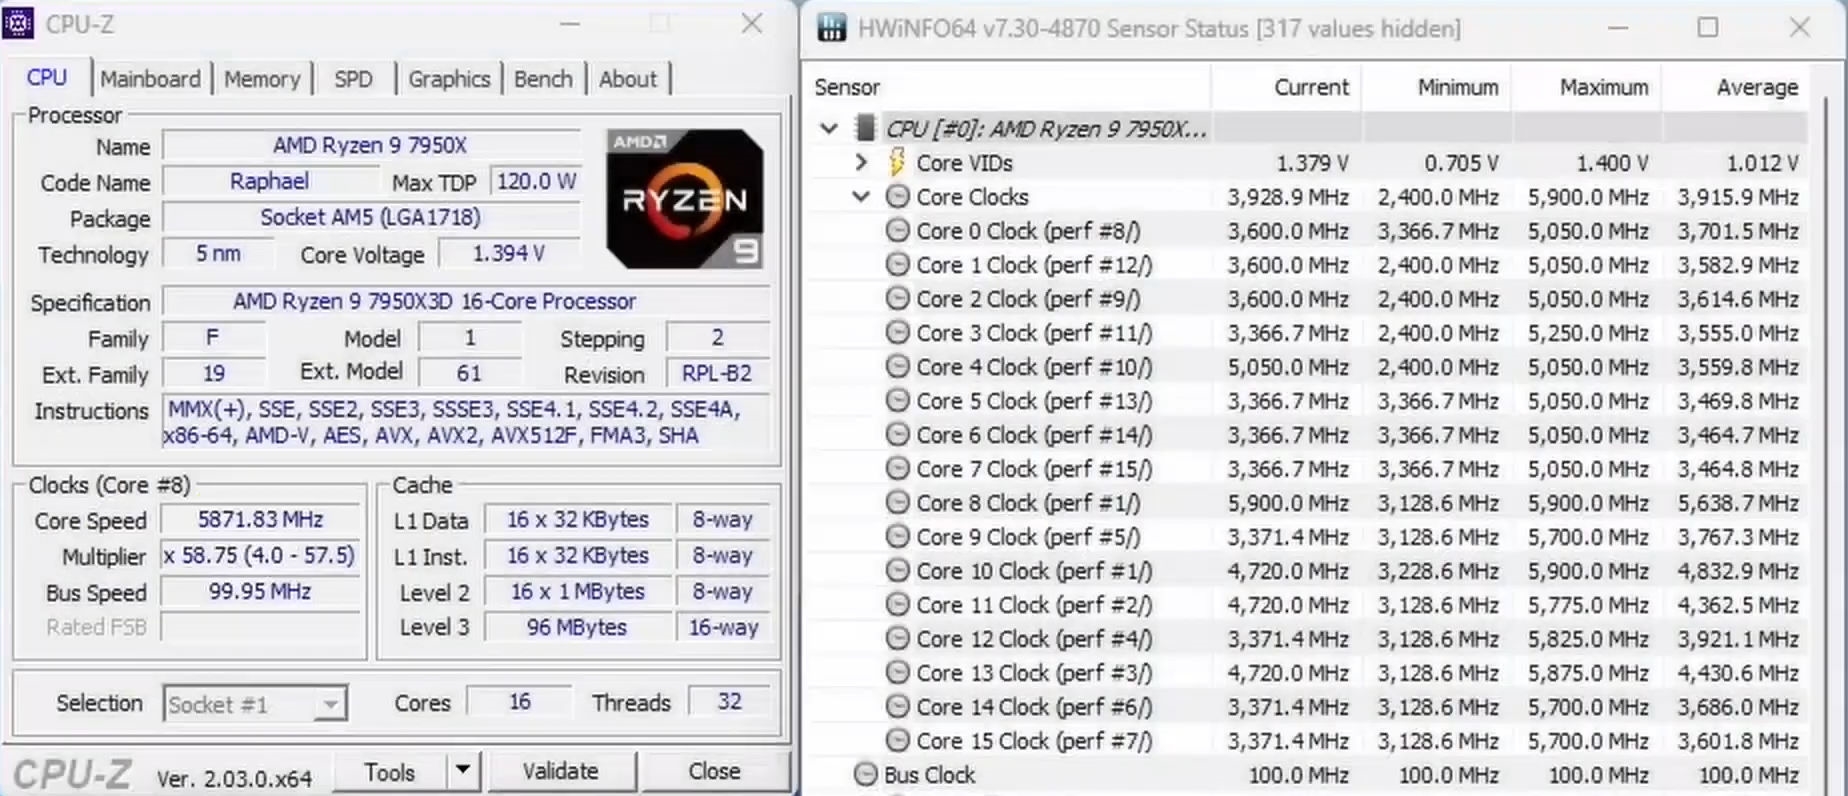 CPU-Z
CPU Mainboard Memory SPD Graphics Bench About
Processor
Name AMD Ryzen 9 7950X
Code Name Raphael Max TDP 120.0 W
Package Socket AM5 (LGA1718)
Technology 5 nm Core Voltage 1.394 V
AMD
RYZEN
9
Specification AMD Ryzen 9 7950X3D 16-Core Processor
Family F Model 1 Stepping 2
Ext. Family 19 Ext. Model 61 Revision RPL-B2
Instructions MMX(+), SSE, SSE2, SSE3, SSSE3, SSE4.1, SSE4.2, SSE4A,
x86-64, AMD-V, AES, AVX, AVX2, AVX512F, FMA3, SHA
Clocks (Core #8)
Core Speed 5871.83 MHz
Multiplier x 58.75 (4.0 - 57.5)
Bus Speed 99.95 MHz
Rated FSB
Cache
L1 Data 16 x 32 KBytes 8-way
L1 Inst. 16 x 32 KBytes 8-way
Level 2 16 x 1 MBytes 8-way
Level 3 96 MBytes 16-way
Selection Socket #1 Cores 16 Threads 32
CPU-Z Ver. 2.03.0.x64 Tools Validate Close
HWiNFO64 v7.30-4870 Sensor Status [317 values hidden]
Sensor Current Minimum Maximum Average
CPU [#0]: AMD Ryzen 9 7950X...
Core VIDs 1.379 V 0.705 V 1.400 V 1.012 V
Core Clocks 3,928.9 MHz 2,400.0 MHz 5,900.0 MHz 3,915.9 MHz
Core 0 Clock (perf #8/) 3,600.0 MHz 3,366.7 MHz 5,050.0 MHz 3,701.5 MHz
Core 1 Clock (perf #12/) 3,600.0 MHz 2,400.0 MHz 5,050.0 MHz 3,582.9 MHz
Core 2 Clock (perf #9/) 3,600.0 MHz 2,400.0 MHz 5,050.0 MHz 3,614.6 MHz
Core 3 Clock (perf #11/) 3,366.7 MHz 2,400.0 MHz 5,250.0 MHz 3,555.0 MHz
Core 4 Clock (perf #10/) 5,050.0 MHz 2,400.0 MHz 5,050.0 MHz 3,559.8 MHz
Core 5 Clock (perf #13/) 3,366.7 MHz 3,366.7 MHz 5,050.0 MHz 3,469.8 MHz
Core 6 Clock (perf #14/) 3,366.7 MHz 3,366.7 MHz 5,050.0 MHz 3,464.7 MHz
Core 7 Clock (perf #15/) 3,366.7 MHz 3,366.7 MHz 5,050.0 MHz 3,464.8 MHz
Core 8 Clock (perf #1/) 5,900.0 MHz 3,128.6 MHz 5,900.0 MHz 5,638.7 MHz
Core 9 Clock (perf #5/) 3,371.4 MHz 3,128.6 MHz 5,700.0 MHz 3,767.3 MHz
Core 10 Clock (perf #1/) 4,720.0 MHz 3,228.6 MHz 5,900.0 MHz 4,832.9 MHz
Core 11 Clock (perf #2/) 4,720.0 MHz 3,128.6 MHz 5,775.0 MHz 4,362.5 MHz
Core 12 Clock (perf #4/) 3,371.4 MHz 3,128.6 MHz 5,825.0 MHz 3,921.1 MHz
Core 13 Clock (perf #3/) 4,720.0 MHz 3,128.6 MHz 5,875.0 MHz 4,430.6 MHz
Core 14 Clock (perf #6/) 3,371.4 MHz 3,128.6 MHz 5,700.0 MHz 3,686.0 MHz
Core 15 Clock (perf #7/) 3,371.4 MHz 3,128.6 MHz 5,700.0 MHz 3,601.8 MHz
Bus Clock 100.0 MHz 100.0 MHz 100.0 MHz 100.0 MHz